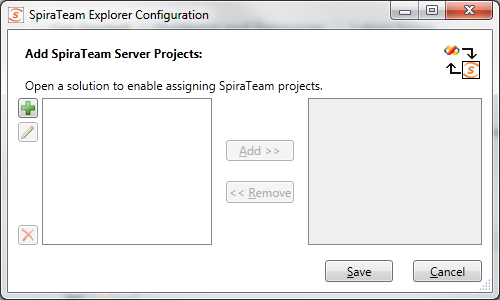 SpiraTeam Explorer Configuration
Add SpiraTeam Server Projects:
Open a solution to enable assigning SpiraTeam projects.
Add >>
<< Remove
Save
Cancel